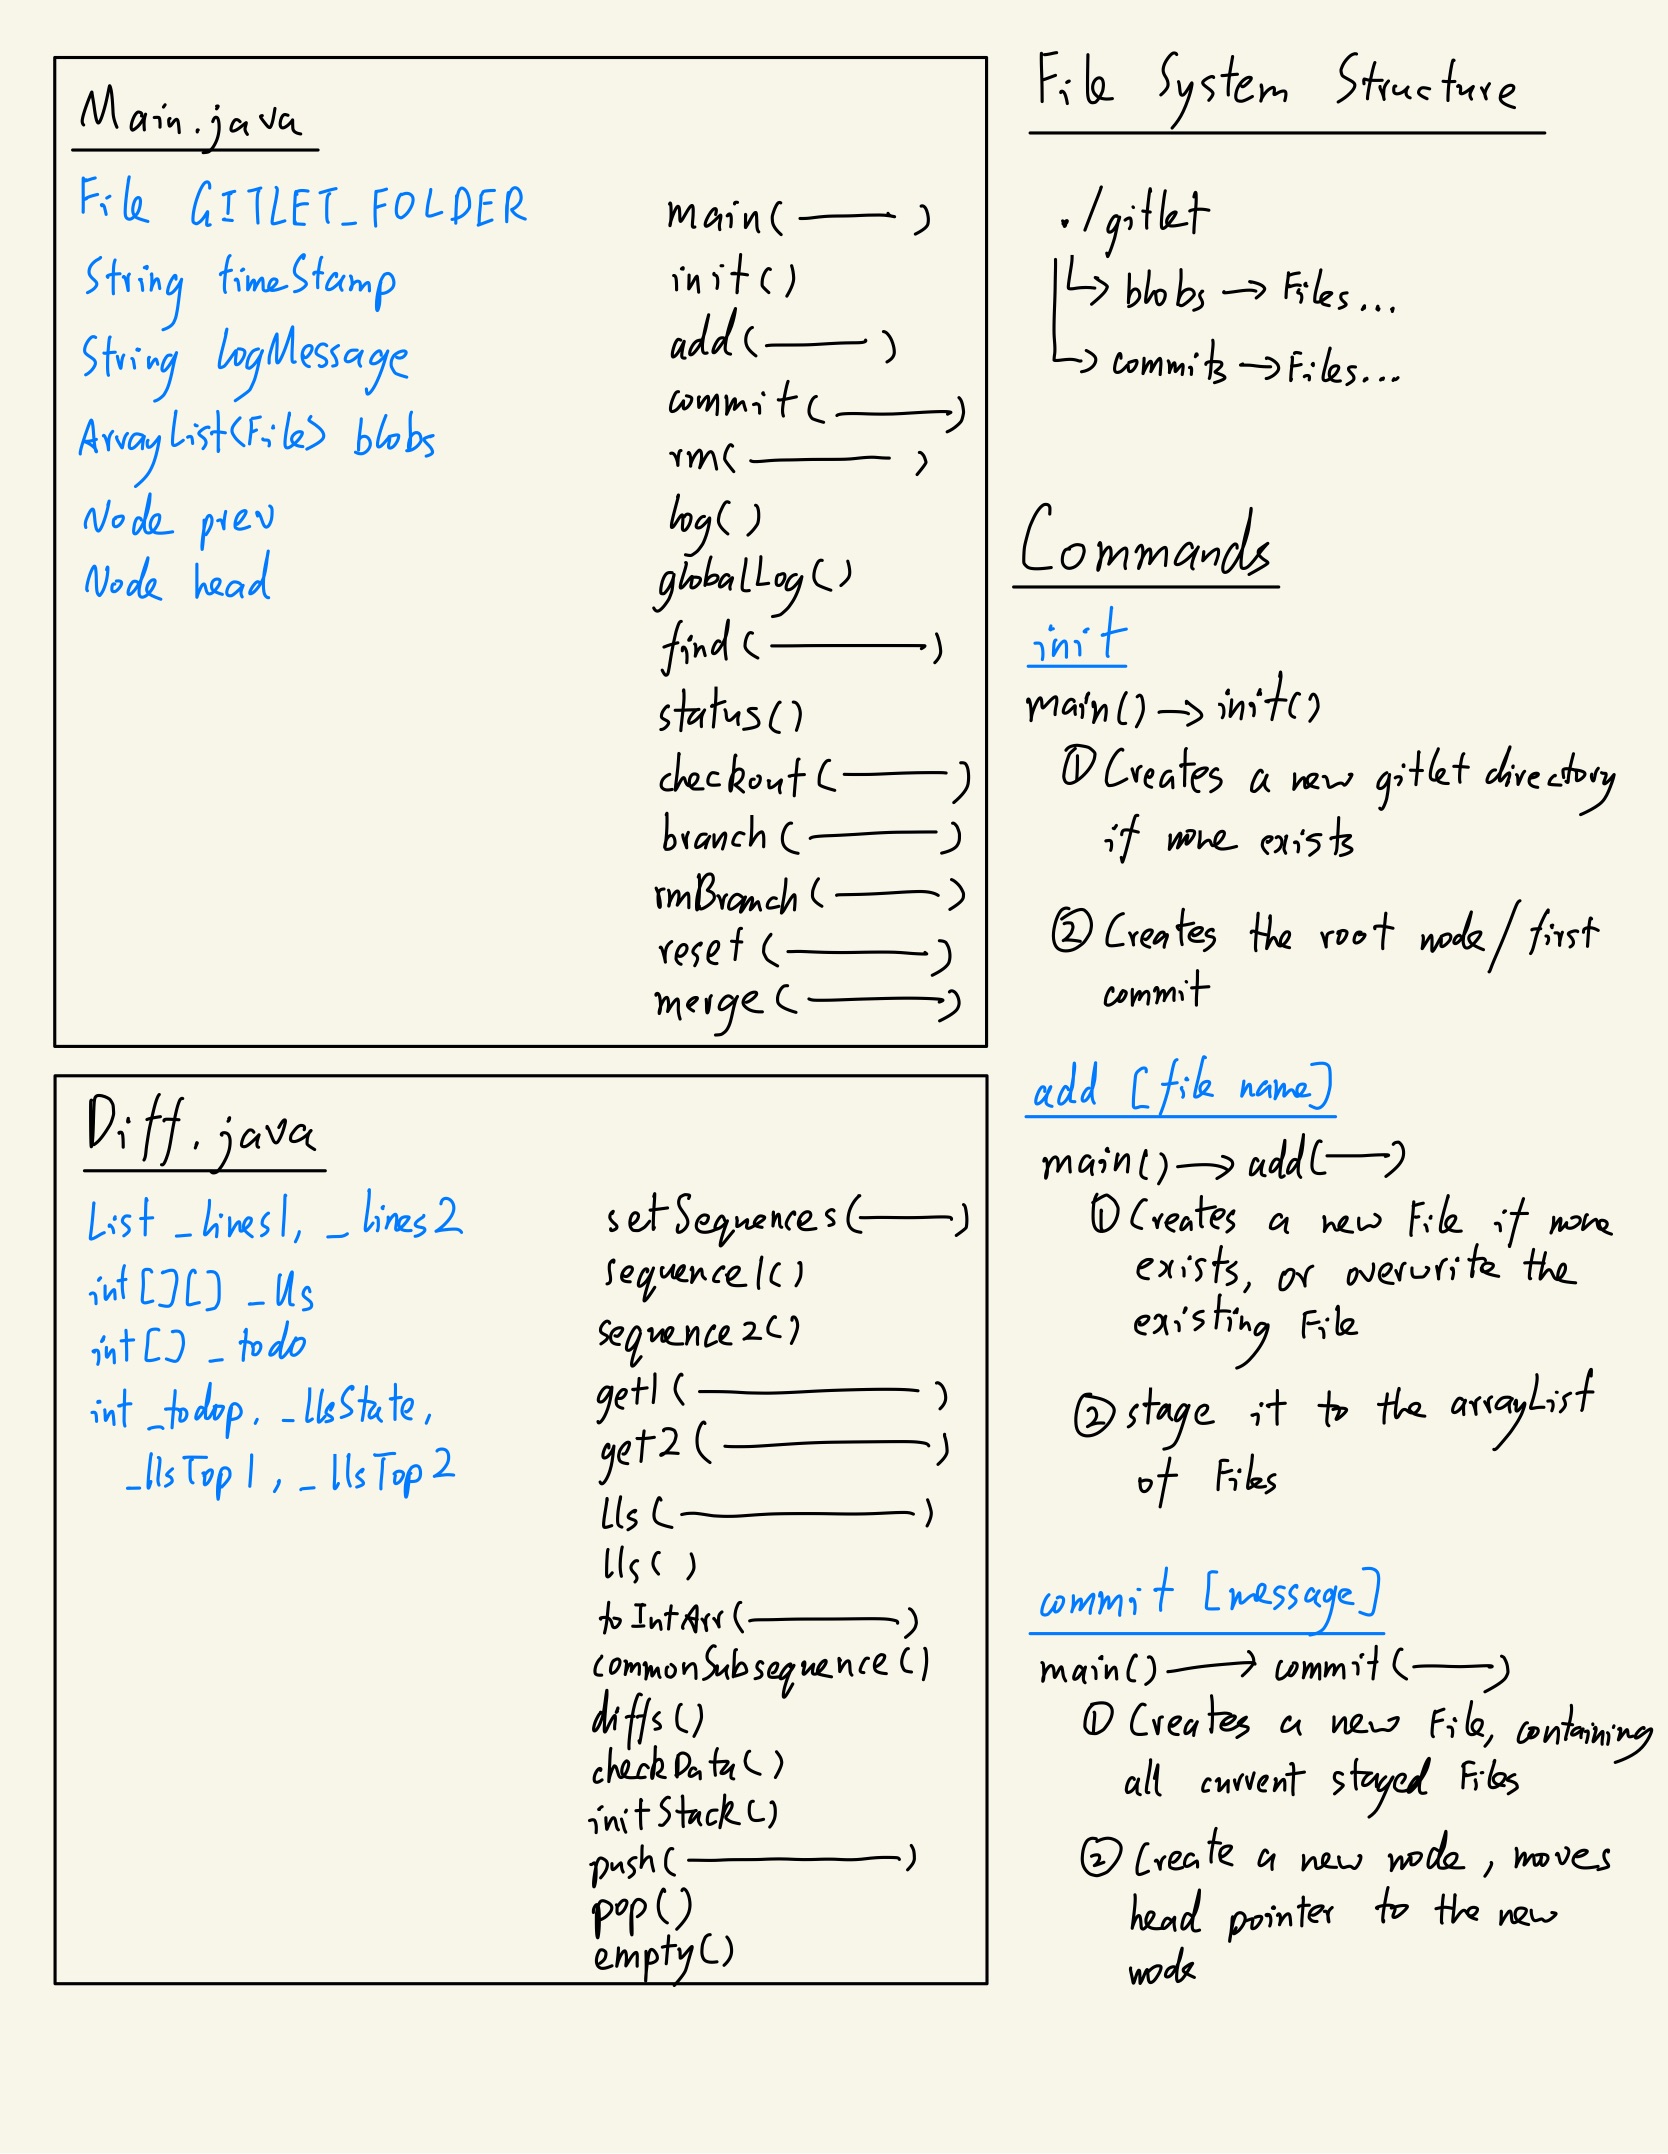 Main.java
File GITLET_FOLDER
String timeStamp
String logMessage
ArrayList<File> blobs
Node prev
Node head
main( —— )
init()
add( —— )
commit( —— )
rm( —— )
log()
globalLog()
find( —— )
status()
checkout( —— )
branch( —— )
rmBranch( —— )
reset( —— )
merge( —— )
Diff.java
List _lines1, _lines2
int[][] _lls
int[] _todo
int _todop, _llsState,
_llsTop1, _llsTop2
setSequences( —— )
sequence1()
sequence2()
get1( —— )
get2( —— )
lls( —— )
lls()
toIntArr( —— )
commonSubsequence()
diffs()
checkData()
initStack()
push( —— )
pop()
empty()
File System Structure
./gitlet
↳ blobs → Files...
↳ commits → Files...
Commands
init
main() → init()
① Creates a new gitlet directory
if none exists
② Creates the root node/first
commit
add [file name]
main() → add( —— )
① Creates a new File if none
exists, or overwrite the
existing File
② stage it to the arrayList
of Files
commit [message]
main() → commit( —— )
① Creates a new File, containing
all current staged Files
② Create a new node, moves
head pointer to the new
node